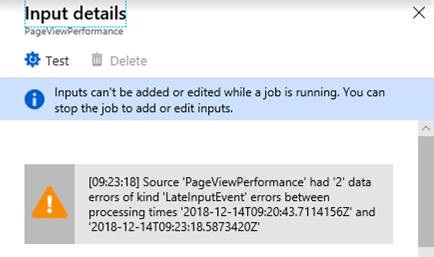 Input details
PageViewPerformance
Test
Delete
Inputs can't be added or edited while a job is running. You can
stop the job to add or edit inputs.
[09:23:18] Source 'PageViewPerformance' had '2' data
errors of kind 'LateInputEvent' errors between
processing times '2018-12-14T09:20:43.7114156Z' and
'2018-12-14T09:23:18.5873420Z'